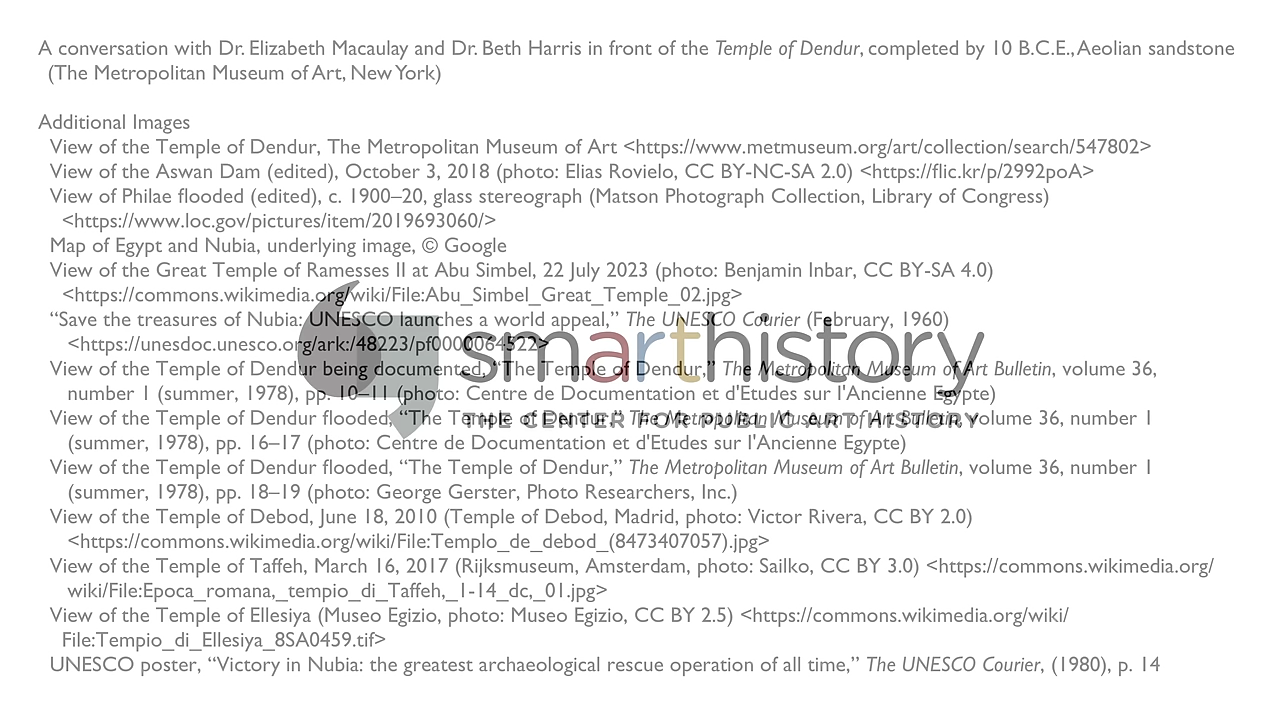 A conversation with Dr. Elizabeth Macaulay and Dr. Beth Harris in front of the Temple of Dendur, completed by 10 B.C.E., Aeolian sandstone
(The Metropolitan Museum of Art, New York)
Additional Images
View of the Temple of Dendur, The Metropolitan Museum of Art <https://www.metmuseum.org/art/collection/search/547802>
View of the Aswan Dam (edited), October 3, 2018 (photo: Elias Rovielo, CC BY-NC-SA 2.0) <https://flic.kr/p/2992poA>
View of Philae flooded (edited), c. 1900–20, glass stereograph (Matson Photograph Collection, Library of Congress)
<https://www.loc.gov/pictures/item/2019693060/>
Map of Egypt and Nubia, underlying image, © Google
View of the Great Temple of Ramesses II at Abu Simbel, 22 July 2023 (photo: Benjamin Inbar, CC BY-SA 4.0)
<https://commons.wikimedia.org/wiki/File:Abu_Simbel_Great_Temple_02.jpg>
“Save the treasures of Nubia: UNESCO launches a world appeal,” The UNESCO Courier (February, 1960)
<https://unesdoc.unesco.org/ark:/48223/pf0000064522>
smarthistory
View of the Temple of Dendur being documented, “The Temple of Dendur,” The Metropolitan Museum of Art Bulletin, volume 36,
number 1 (summer, 1978), pp. 10–11 (photo: Centre de Documentation et d'Etudes sur l'Ancienne Egypte)
View of the Temple of Dendur flooded, “The Temple of Dendur,” The Metropolitan Museum of Art Bulletin, volume 36, number 1
THE CENTER FOR PUBLIC ART HISTORY
(summer, 1978), pp. 16–17 (photo: Centre de Documentation et d'Etudes sur l'Ancienne Egypte)
View of the Temple of Dendur flooded, “The Temple of Dendur,” The Metropolitan Museum of Art Bulletin, volume 36, number 1
(summer, 1978), pp. 18–19 (photo: George Gerster, Photo Researchers, Inc.)
View of the Temple of Debod, June 18, 2010 (Temple of Debod, Madrid, photo: Victor Rivera, CC BY 2.0)
<https://commons.wikimedia.org/wiki/File:Templo_de_debod_(8473407057).jpg>
View of the Temple of Taffeh, March 16, 2017 (Rijksmuseum, Amsterdam, photo: Sailko, CC BY 3.0) <https://commons.wikimedia.org/
wiki/File:Epoca_romana,_tempio_di_Taffeh,_1-14_dc,_01.jpg>
View of the Temple of Ellesiya (Museo Egizio, photo: Museo Egizio, CC BY 2.5) <https://commons.wikimedia.org/wiki/
File:Tempio_di_Ellesiya_8SA0459.tif>
UNESCO poster, “Victory in Nubia: the greatest archaeological rescue operation of all time,” The UNESCO Courier, (1980), p. 14